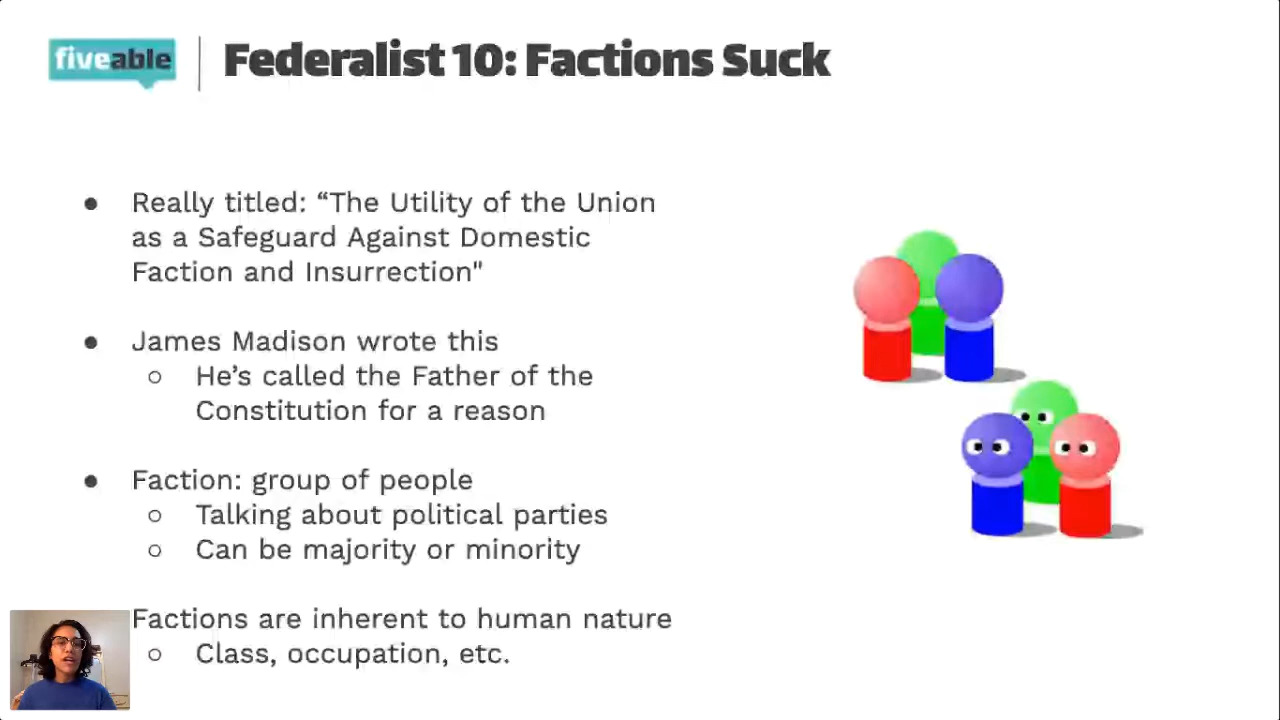 fiveable
Federalist 10: Factions Suck
● Really titled: “The Utility of the Union
as a Safeguard Against Domestic
Faction and Insurrection"
● James Madison wrote this
○ He’s called the Father of the
Constitution for a reason
● Faction: group of people
○ Talking about political parties
○ Can be majority or minority
Factions are inherent to human nature
○ Class, occupation, etc.